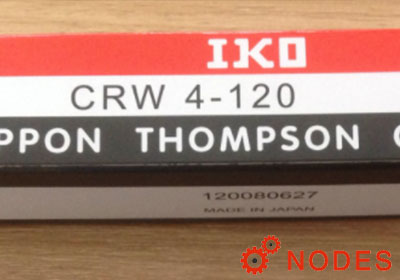 IKO
CRW 4-120
PPON THOMPSON C
120080627
MADE IN JAPAN
NODES